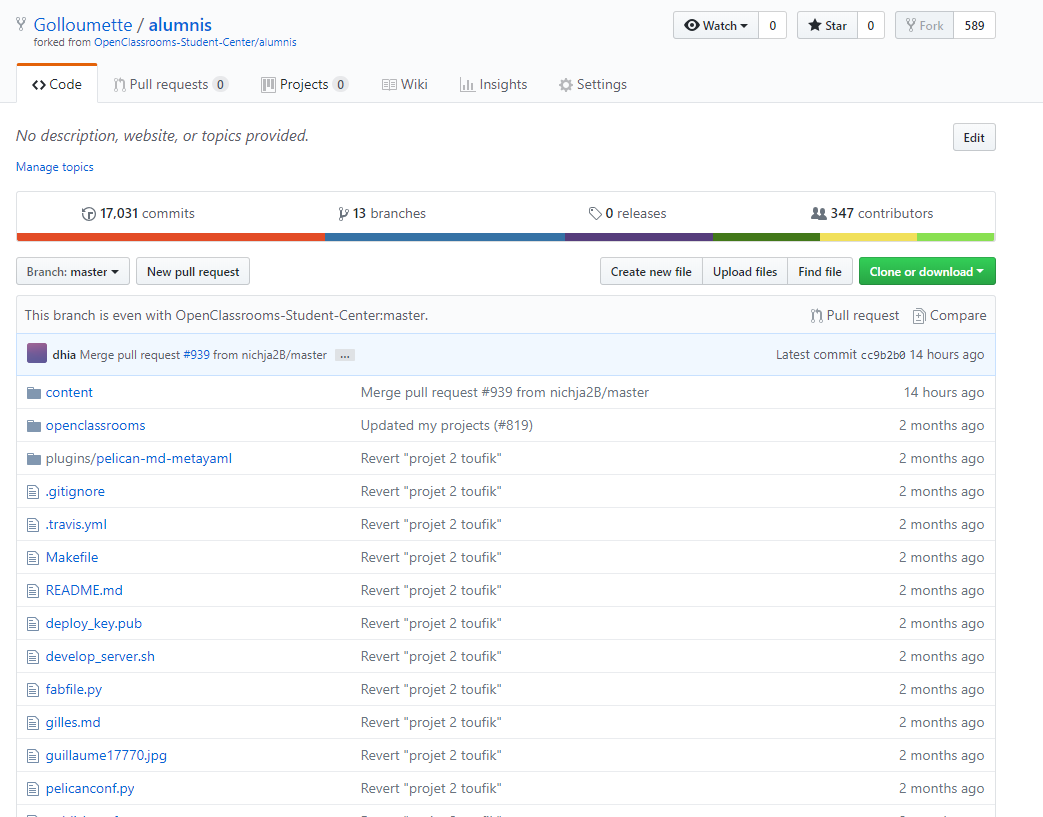 Golloumette / alumnis
Watch 0 Star 0 Fork 589
forked from OpenClassrooms-Student-Center/alumnis
Code Pull requests 0 Projects 0 Wiki Insights Settings
No description, website, or topics provided.
Edit
Manage topics
17,031 commits 13 branches 0 releases 347 contributors
Branch: master New pull request Create new file Upload files Find file Clone or download
This branch is even with OpenClassrooms-Student-Center:master. Pull request Compare
dhia Merge pull request #939 from nichja2B/master ... Latest commit cc9b2b0 14 hours ago
content Merge pull request #939 from nichja2B/master 14 hours ago
openclassrooms Updated my projects (#819) 2 months ago
plugins/pelican-md-metayaml Revert "projet 2 toufik" 2 months ago
.gitignore Revert "projet 2 toufik" 2 months ago
.travis.yml Revert "projet 2 toufik" 2 months ago
Makefile Revert "projet 2 toufik" 2 months ago
README.md Revert "projet 2 toufik" 2 months ago
deploy_key.pub Revert "projet 2 toufik" 2 months ago
develop_server.sh Revert "projet 2 toufik" 2 months ago
fabfile.py Revert "projet 2 toufik" 2 months ago
gilles.md Revert "projet 2 toufik" 2 months ago
guillaume17770.jpg Revert "projet 2 toufik" 2 months ago
pelicanconf.py Revert "projet 2 toufik" 2 months ago